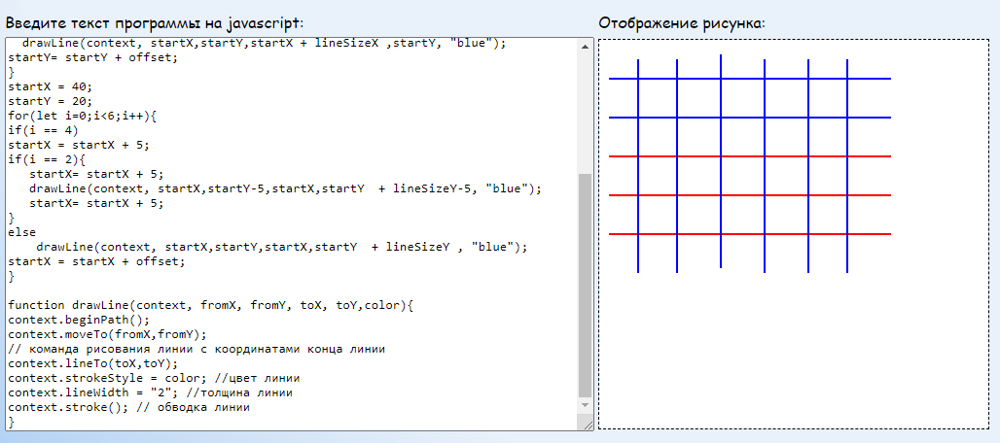 Введите текст программы на javascript:
Отображение рисунка:
drawLine(context, startX,startY,startX + lineSizeX ,startY, "blue");
startY= startY + offset;
}
startX = 40;
startY = 20;
for(let i=0;i<6;i++){
if(i == 4)
startX = startX + 5;
if(i == 2){
startX= startX + 5;
drawLine(context, startX,startY-5,startX,startY  + lineSizeY-5, "blue");
startX= startX + 5;
}
else
drawLine(context, startX,startY,startX,startY  + lineSizeY , "blue");
startX = startX + offset;
}
function drawLine(context, fromX, fromY, toX, toY,color){
context.beginPath();
context.moveTo(fromX,fromY);
// команда рисования линии с координатами конца линии
context.lineTo(toX,toY);
context.strokeStyle = color; //цвет линии
context.lineWidth = "2"; //толщина линии
context.stroke(); // обводка линии
}